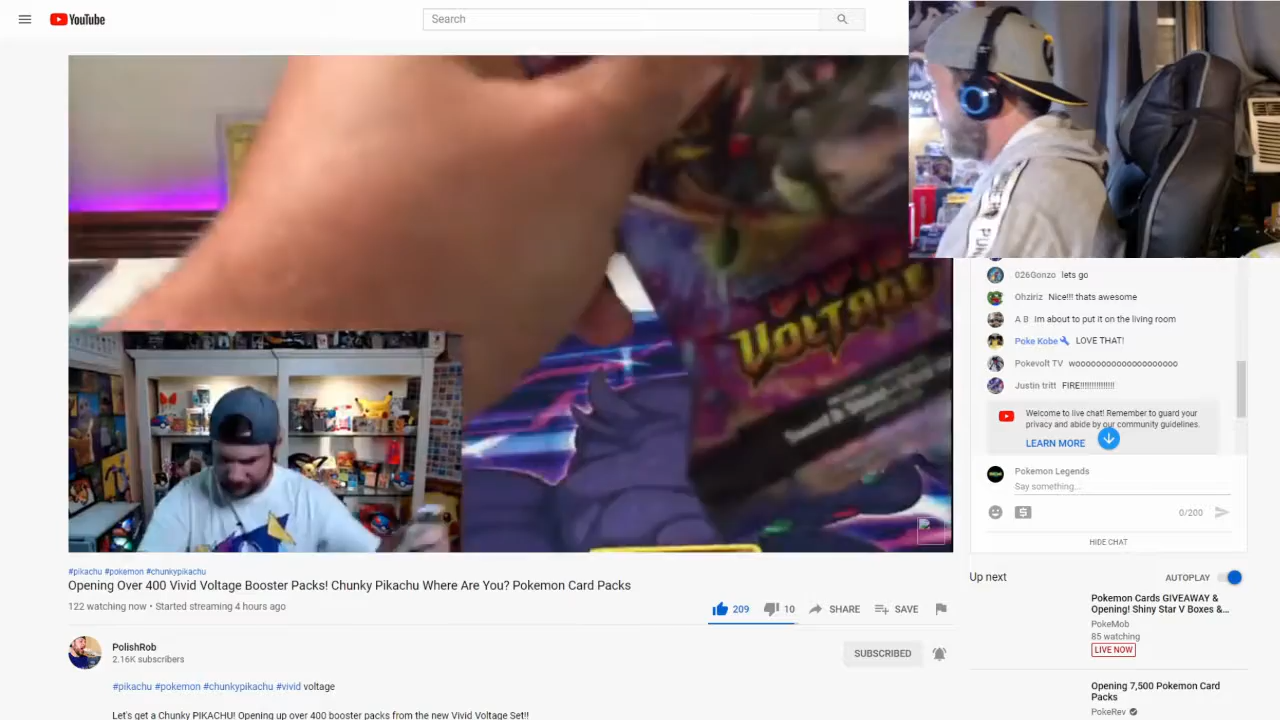 YouTube
Search
VIVID
VOLTAGE
026Gonzo lets go
Ohziriz Nice!!! thats awesome
A B Im about to put it on the living room
Poke Kobe LOVE THAT!
Pokevolt TV woooooooooooooooooooo
Justin tritt FIRE!!!!!!!!!!!!!!!
Welcome to live chat! Remember to guard your
privacy and abide by our community guidelines.
LEARN MORE
Pokemon Legends
Say something...
0/200
HIDE CHAT
#pikachu #pokemon #chunkypikachu
Opening Over 400 Vivid Voltage Booster Packs! Chunky Pikachu Where Are You? Pokemon Card Packs
122 watching now • Started streaming 4 hours ago
209
10
SHARE
SAVE
PolishRob
2.16K subscribers
SUBSCRIBED
#pikachu #pokemon #chunkypikachu #vivid voltage
Let's get a Chunky PIKACHU! Opening up over 400 booster packs from the new Vivid Voltage Set!!
Up next
AUTOPLAY
Pokemon Cards GIVEAWAY &
Opening! Shiny Star V Boxes &...
PokeMob
85 watching
LIVE NOW
Opening 7,500 Pokemon Card
Packs
PokeRev